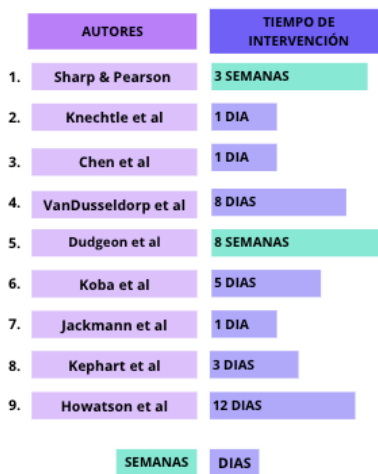 AUTORES
TIEMPO DE
INTERVENCIÓN
1. Sharp & Pearson 3 SEMANAS
2. Knechtle et al 1 DIA
3. Chen et al 1 DIA
4. VanDusseldorp et al 8 DIAS
5. Dudgeon et al 8 SEMANAS
6. Koba et al 5 DIAS
7. Jackmann et al 1 DIA
8. Kephart et al 3 DIAS
9. Howatson et al 12 DIAS
SEMANAS DIAS